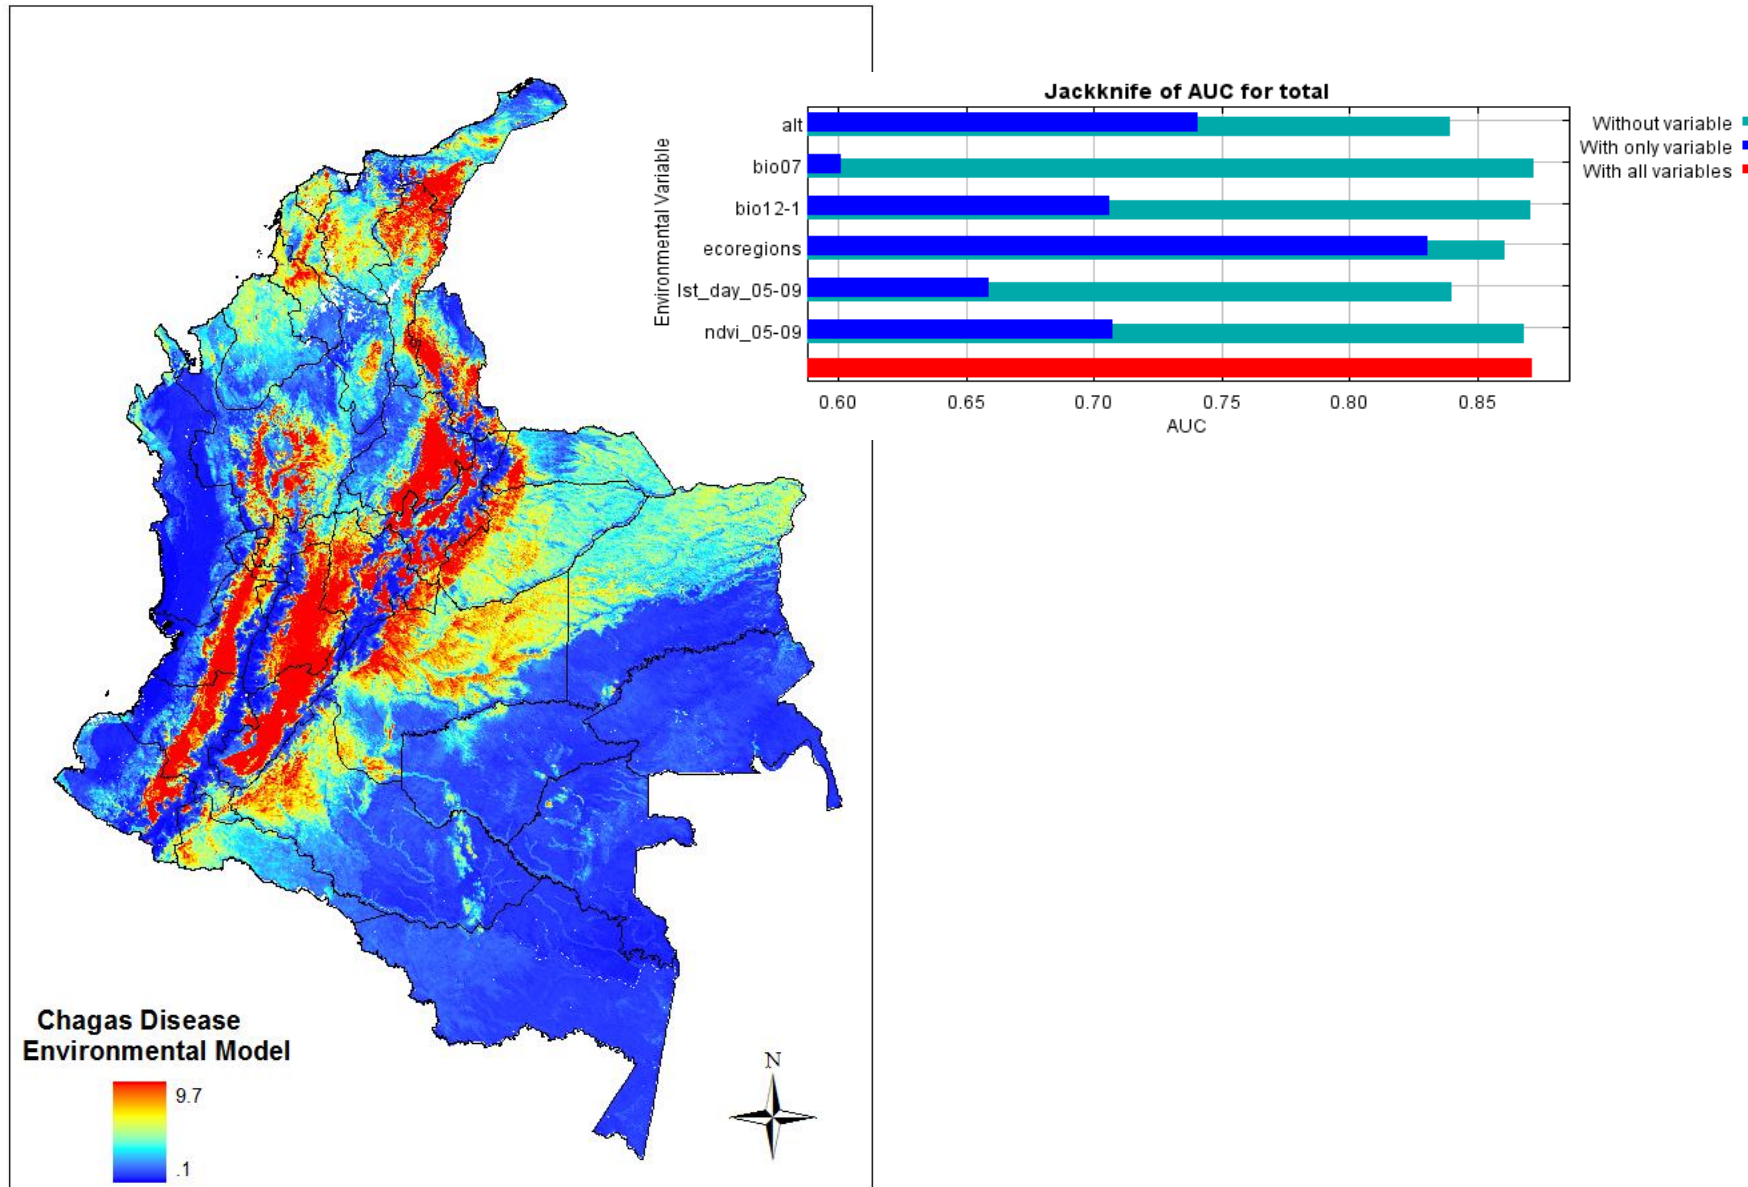 Jackknife of AUC for total
Environmental Variable
alt
bio07
bio12-1
ecoregions
lst_day_05-09
ndvi_05-09
Without variable
With only variable
With all variables
0.60 0.65 0.70 0.75 0.80 0.85
AUC
Chagas Disease
Environmental Model
9.7
.1
N